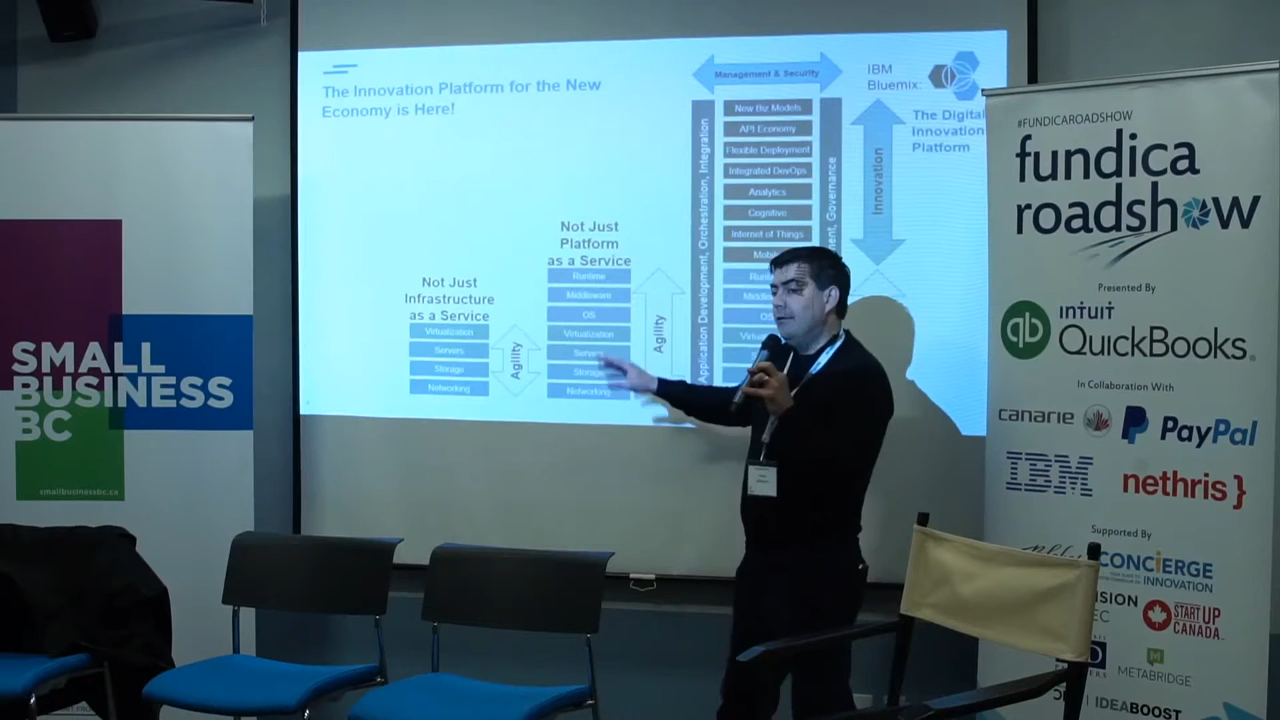 The Innovation Platform for the New
Economy is Here!
Not Just
Infrastructure
as a Service
Virtualization
Servers
Storage
Networking
Agility
Not Just
Platform
as a Service
Runtime
Middleware
OS
Virtualization
Servers
Storage
Networking
Agility
Management & Security
Application Development, Orchestration, Integration
New Biz Models
API Economy
Flexible Deployment
Integrated DevOps
Analytics
Cognitive
Internet of Things
OS
Governance
Innovation
IBM
Bluemix:
The Digital
Innovation
Platform
SMALL
BUSINESS
BC
smallbusinessbc.ca
#FUNDICAROADSHOW
fundica
roadshow
Presented By
qb
intuit
QuickBooks.
In Collaboration With
canarie
PayPal
IBM
nethris}
Supported By
CONCIERGE
INNOVATION
STARTUP
CANADA
METABRIDGE
IDEABOOST